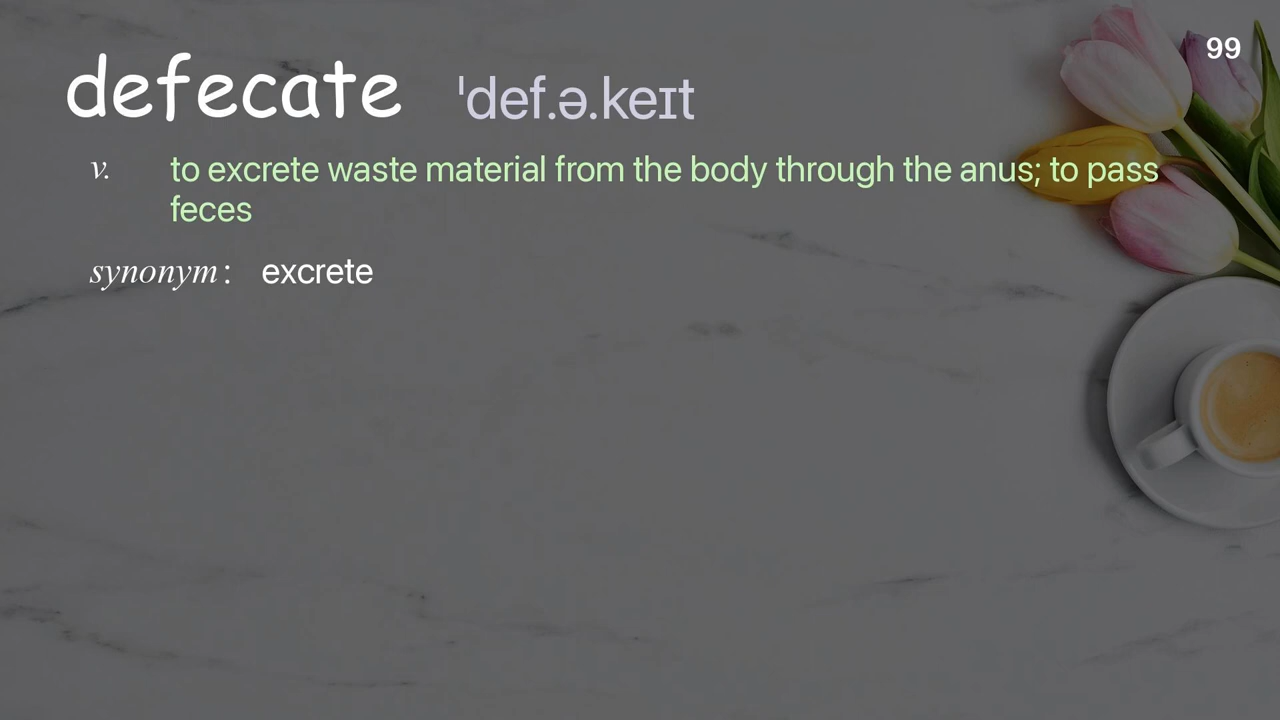 99
defecate ˈdef.ə.keɪt
v. to excrete waste material from the body through the anus; to pass
feces
synonym: excrete